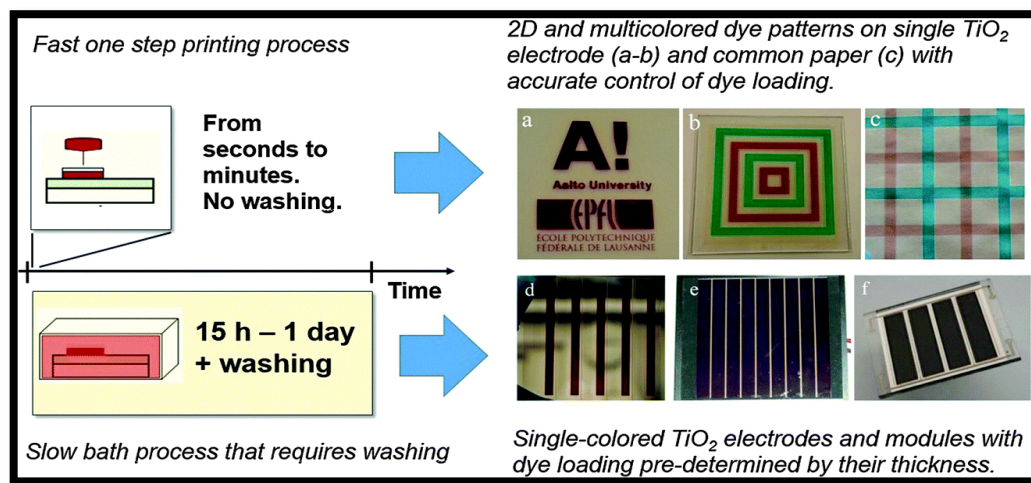 Fast one step printing process
From
seconds to
minutes.
No washing.
Time
15 h – 1 day
+ washing
Slow bath process that requires washing
2D and multicolored dye patterns on single TiO₂
electrode (a-b) and common paper (c) with
accurate control of dye loading.
a
A!
Aalto University
EPFL
ÉCOLE POLYTECHNIQUE
FÉDÉRALE DE LAUSANNE
b
c
d
e
f
Single-colored TiO₂ electrodes and modules with
dye loading pre-determined by their thickness.